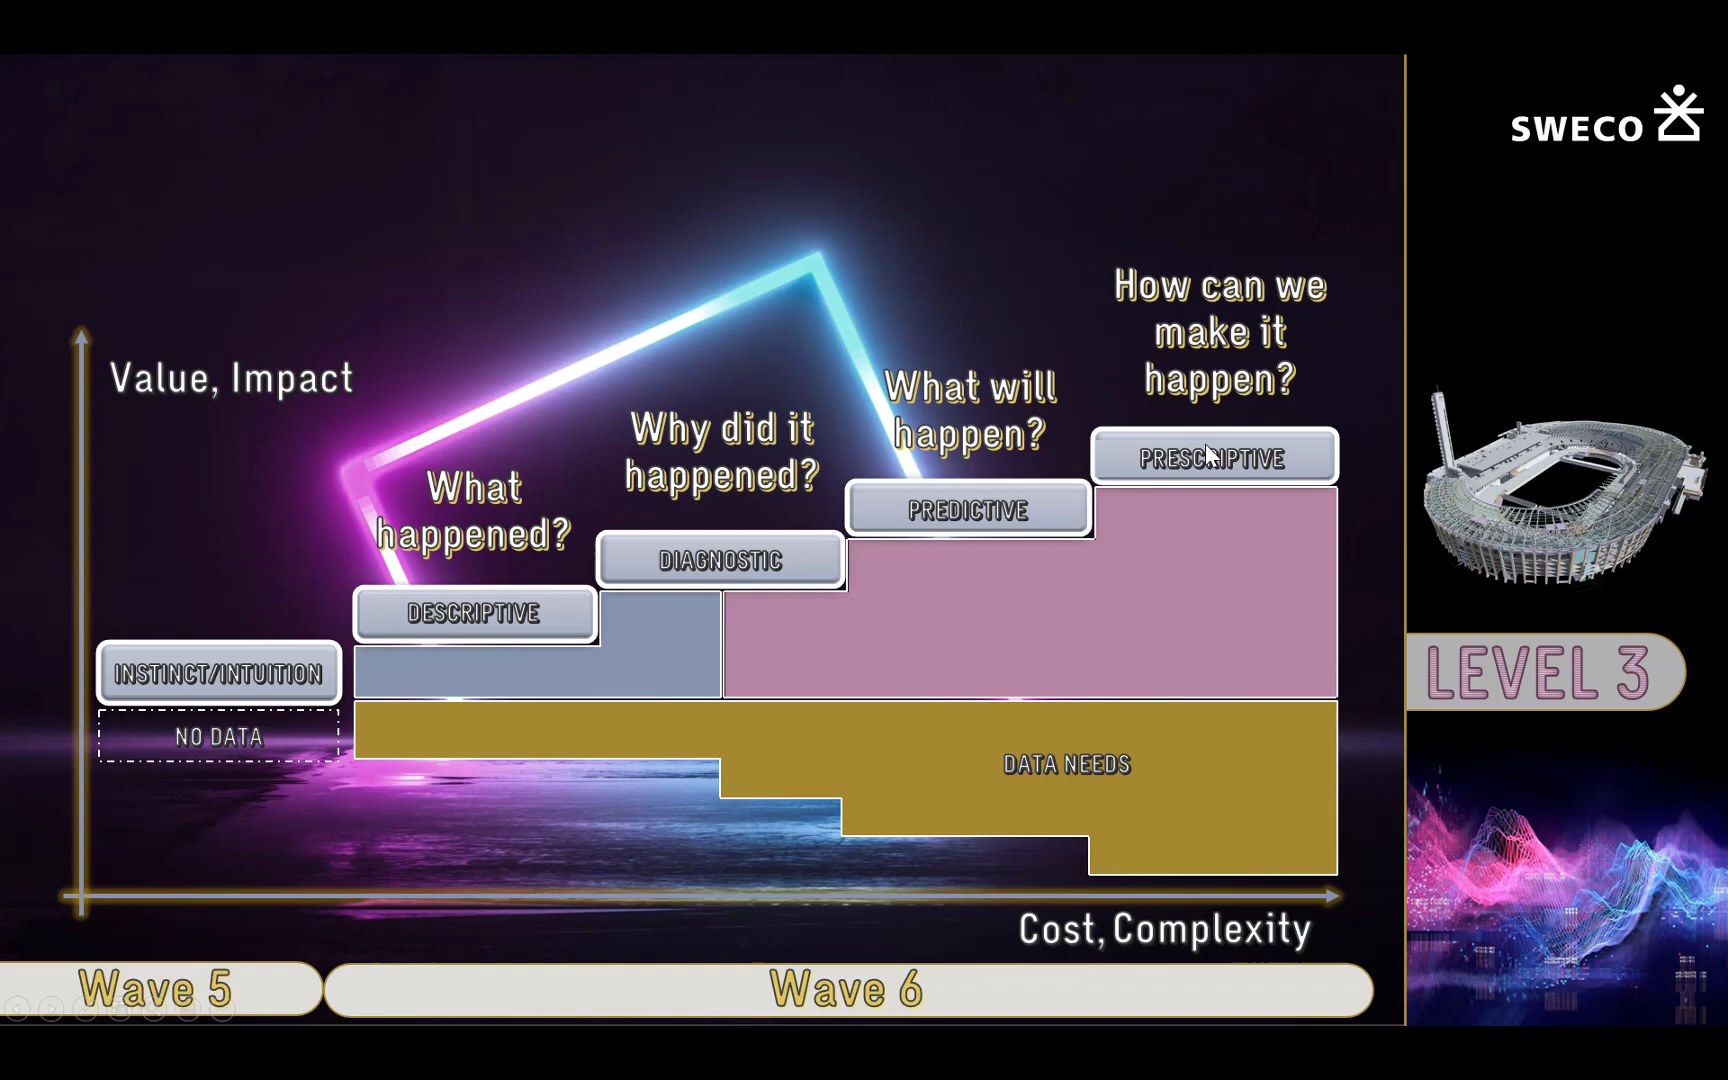 SWECO
How can we
make it
happen?
Value, Impact
What will
happen?
Why did it
happened?
What
happened?
PRESCRIPTIVE
PREDICTIVE
DIAGNOSTIC
DESCRIPTIVE
INSTINCT/INTUITION
LEVEL 3
NO DATA
DATA NEEDS
Cost, Complexity
Wave 5
Wave 6